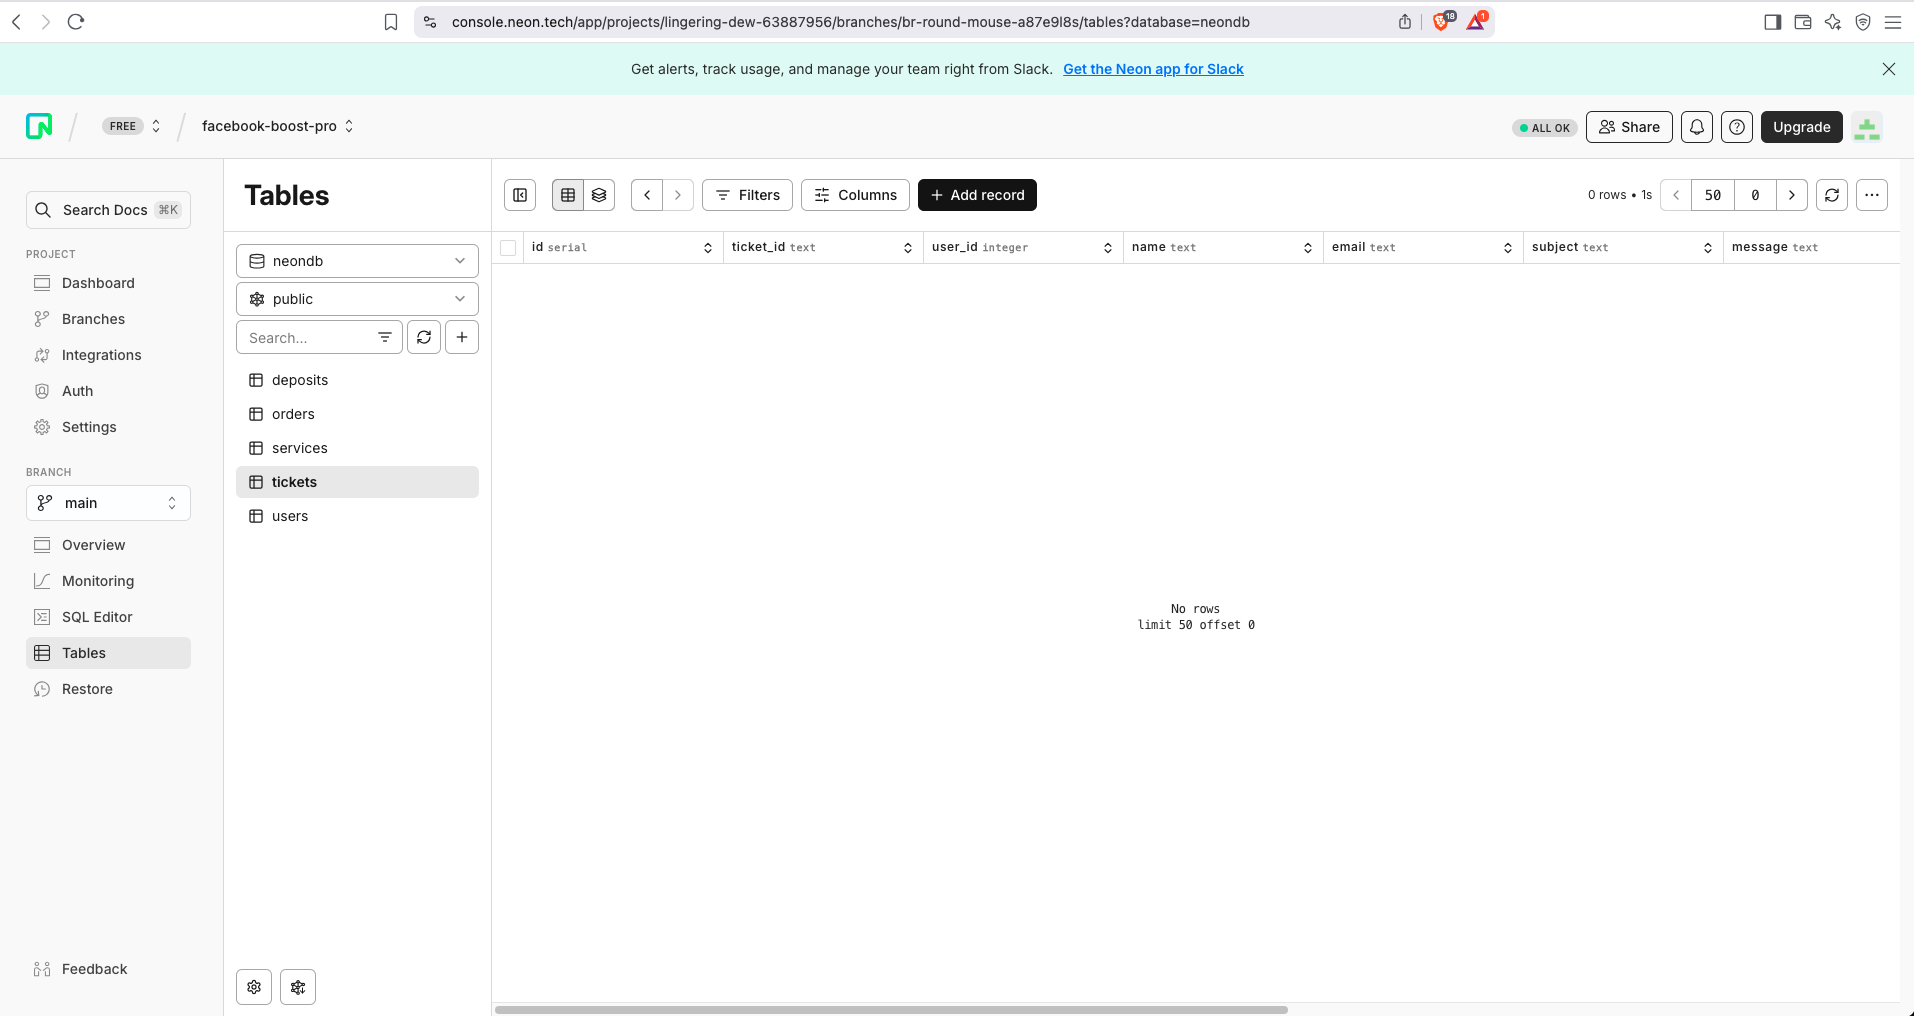 console.neon.tech/app/projects/lingering-dew-63887956/branches/br-round-mouse-a87e9l8s/tables?database=neondb
18
1
Get alerts, track usage, and manage your team right from Slack. Get the Neon app for Slack
FREE
facebook-boost-pro
ALL OK
Share
Upgrade
Search Docs ⌘K
PROJECT
Dashboard
Branches
Integrations
Auth
Settings
BRANCH
main
Overview
Monitoring
SQL Editor
Tables
Restore
Feedback
Tables
neondb
public
Search...
deposits
orders
services
tickets
users
Filters
Columns
+ Add record
0 rows • 1s
50
0
id serial
ticket_id text
user_id integer
name text
email text
subject text
message text
No rows
limit 50 offset 0